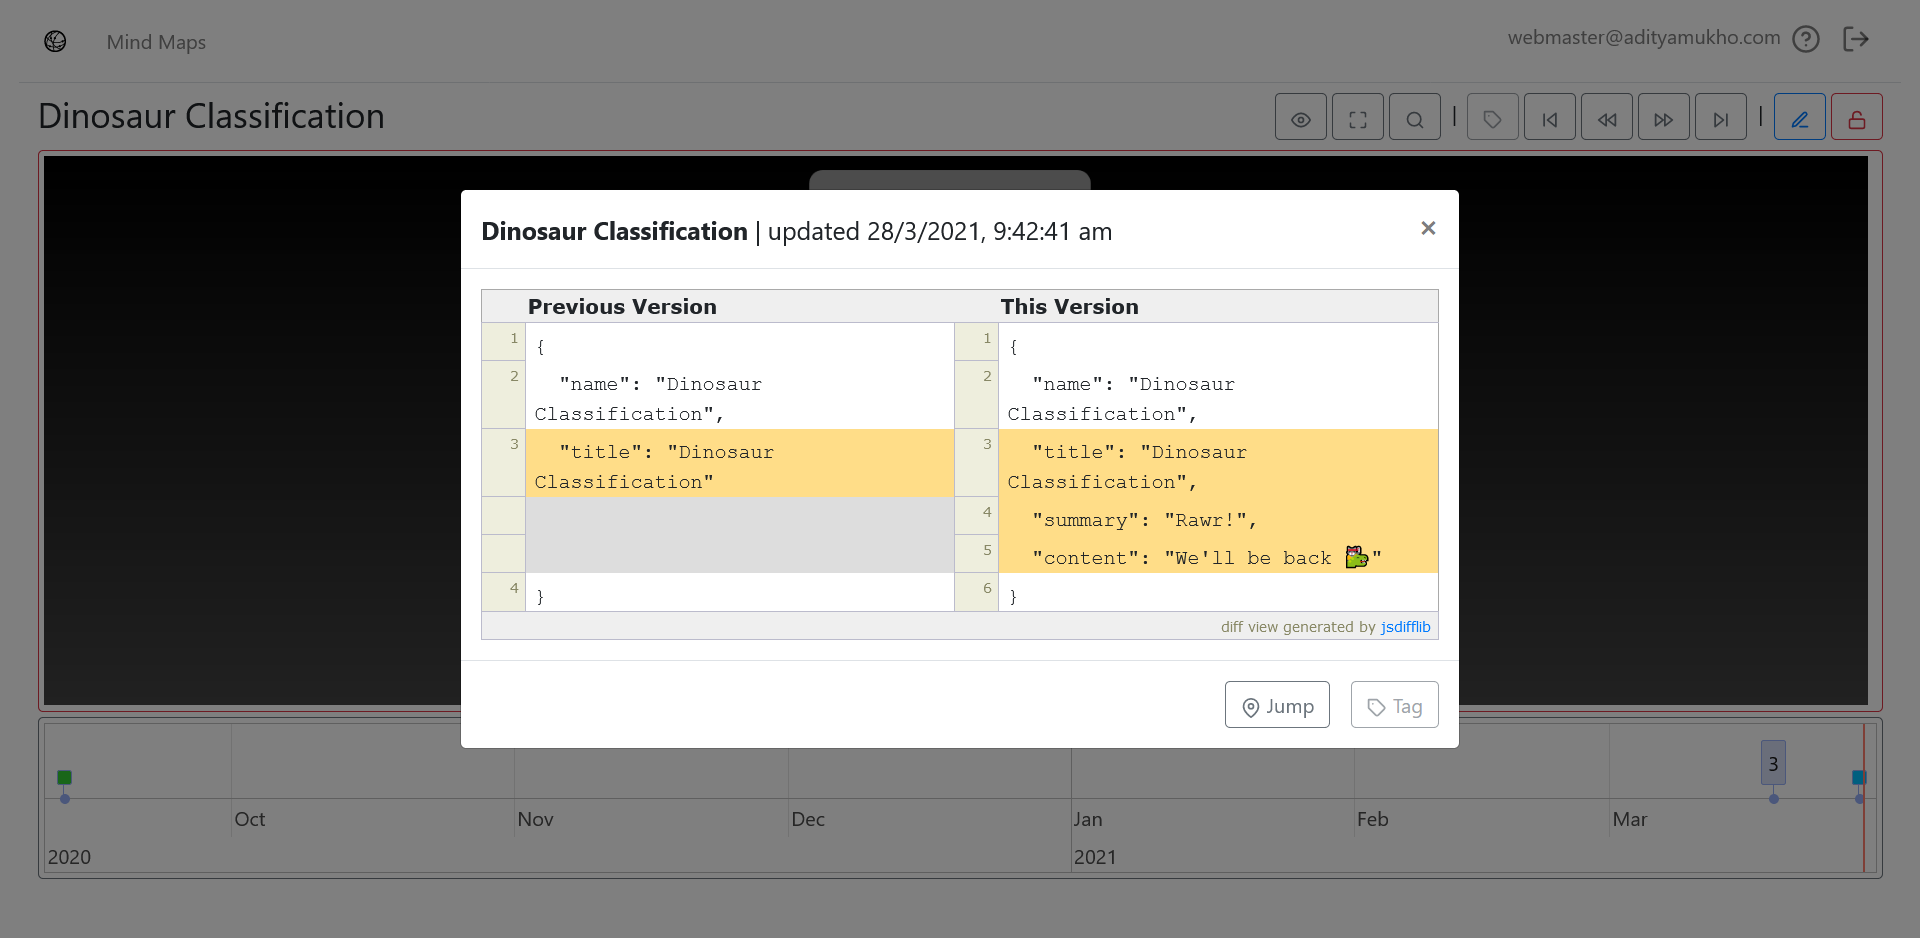 Mind Maps
webmaster@adityamukho.com
Dinosaur Classification
Dinosaur Classification | updated 28/3/2021, 9:42:41 am
×
Previous Version
This Version
1 {
2 "name": "Dinosaur
Classification",
3 "title": "Dinosaur
Classification"
4 }
1 {
2 "name": "Dinosaur
Classification",
3 "title": "Dinosaur
Classification",
4 "summary": "Rawr!",
5 "content": "We'll be back "
6 }
diff view generated by jsdifflib
Jump
Tag
3
Oct
Nov
Dec
Jan
Feb
Mar
2020
2021